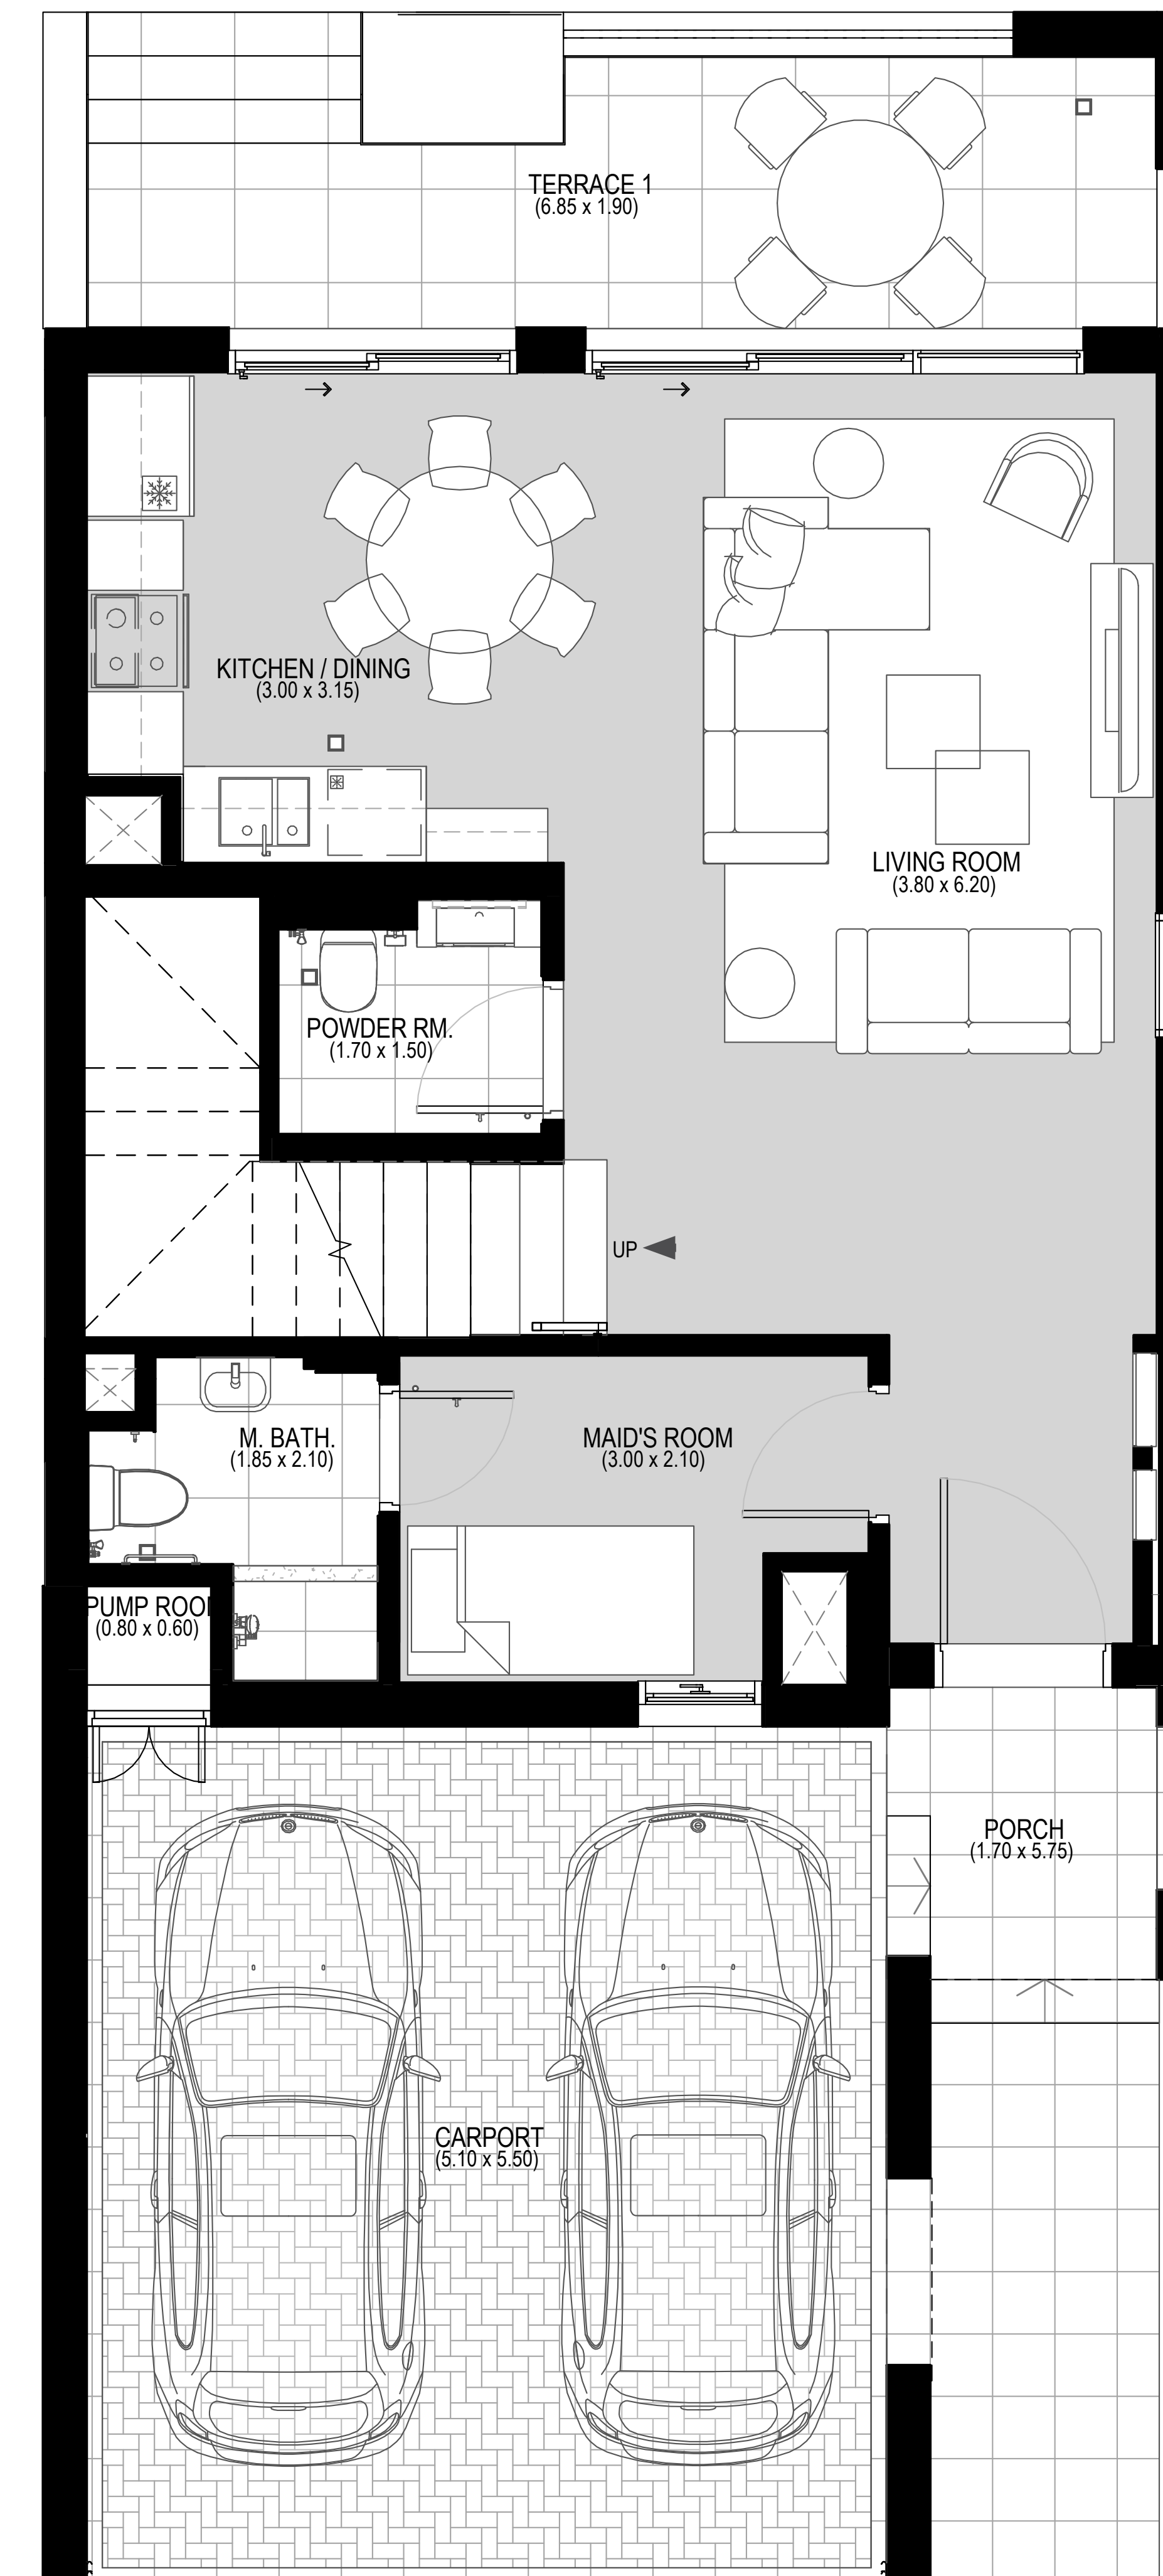 TERRACE 1
(6.85 x 1.90)
KITCHEN / DINING
(3.00 x 3.15)
LIVING ROOM
(3.80 x 6.20)
POWDER RM.
(1.70 x 1.50)
UP
M. BATH.
(1.85 x 2.10)
MAID'S ROOM
(3.00 x 2.10)
PUMP ROO
(0.80 x 0.60)
PORCH
(1.70 x 5.75)
CARPORT
(5.10 x 5.50)